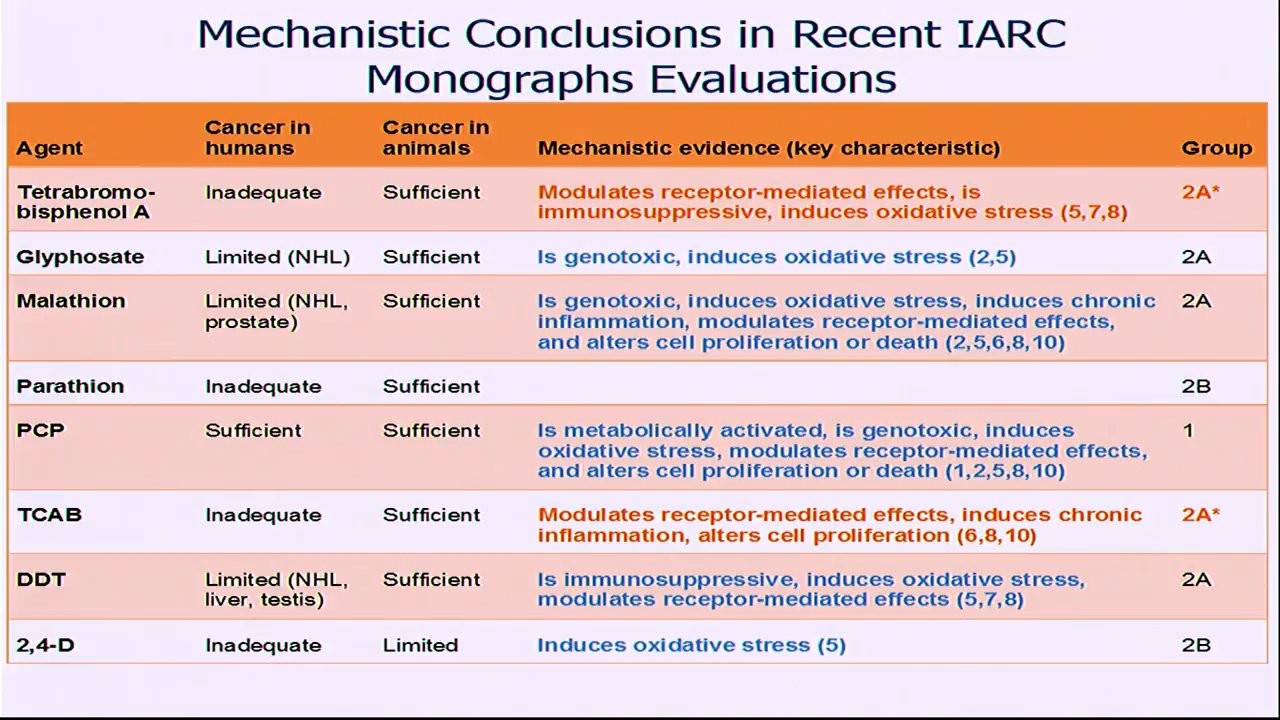 Mechanistic Conclusions in Recent IARC
Monographs Evaluations
Agent Cancer in humans Cancer in animals Mechanistic evidence (key characteristic) Group
Tetrabromo-
bisphenol A
Inadequate
Sufficient
Modulates receptor-mediated effects, is
immunosuppressive, induces oxidative stress (5,7,8)
2A*
Glyphosate
Limited (NHL)
Sufficient
Is genotoxic, induces oxidative stress (2,5)
2A
Malathion
Limited (NHL,
prostate)
Sufficient
Is genotoxic, induces oxidative stress, induces chronic
inflammation, modulates receptor-mediated effects,
and alters cell proliferation or death (2,5,6,8,10)
2A
Parathion
Inadequate
Sufficient
2B
PCP
Sufficient
Sufficient
Is metabolically activated, is genotoxic, induces
oxidative stress, modulates receptor-mediated effects,
and alters cell proliferation or death (1,2,5,8,10)
1
TCAB
Inadequate
Sufficient
Modulates receptor-mediated effects, induces chronic
inflammation, alters cell proliferation (6,8,10)
2A*
DDT
Limited (NHL,
liver, testis)
Sufficient
Is immunosuppressive, induces oxidative stress,
modulates receptor-mediated effects (5,7,8)
2A
2,4-D
Inadequate
Limited
Induces oxidative stress (5)
2B